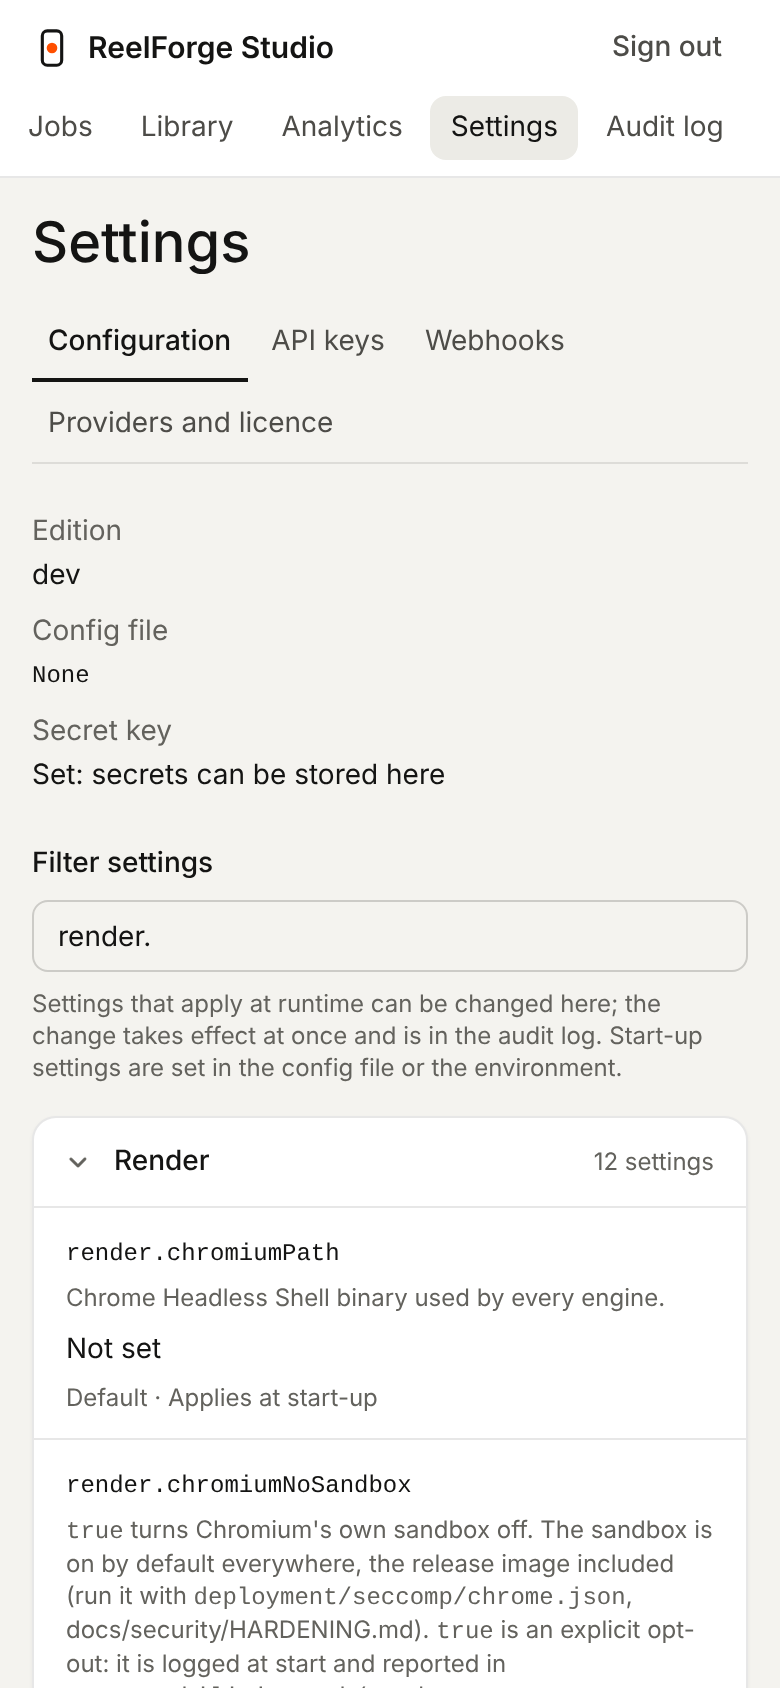 ReelForge Studio
Sign out
Jobs
Library
Analytics
Settings
Audit log
Settings
Configuration
API keys
Webhooks
Providers and licence
Edition
dev
Config file
None
Secret key
Set: secrets can be stored here
Filter settings
render.
Settings that apply at runtime can be changed here; the
change takes effect at once and is in the audit log. Start-up
settings are set in the config file or the environment.
Render
12 settings
render.chromiumPath
Chrome Headless Shell binary used by every engine.
Not set
Default · Applies at start-up
render.chromiumNoSandbox
true turns Chromium's own sandbox off. The sandbox is
on by default everywhere, the release image included
(run it with deployment/seccomp/chrome.json,
docs/security/HARDENING.md). true is an explicit opt-
out: it is logged at start and reported in